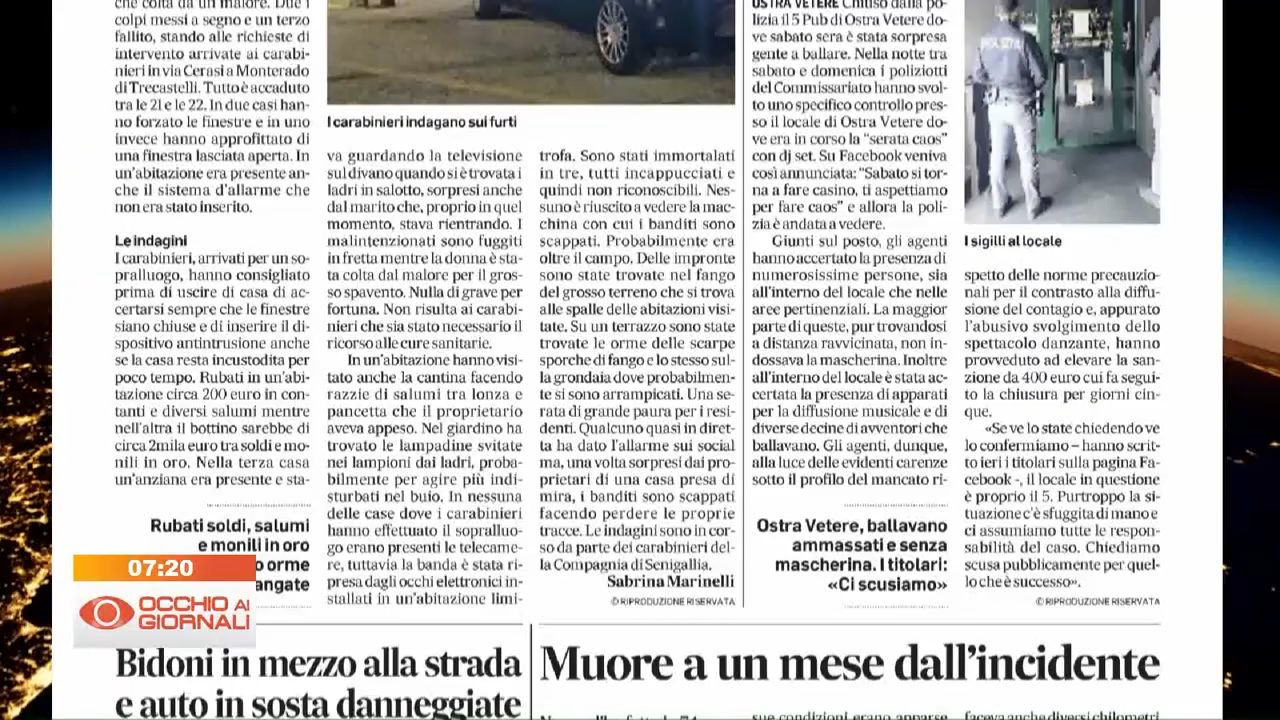 che colta da un malore. Due i
colpi messi a segno e un terzo
fallito, stando alle richieste di
intervento arrivate ai carabi-
nieri in via Cerasi a Monterado
di Trecastelli. Tutto è accaduto
tra le 21 e le 22. In due casi han-
no forzato le finestre e in uno
invece hanno approfittato di
una finestra lasciata aperta. In
un'abitazione era presente an-
che il sistema d'allarme che
non era stato inserito.
Le indagini
I carabinieri, arrivati per un so-
pralluogo, hanno consigliato
prima di uscire di casa di ac-
certarsi sempre che le finestre
siano chiuse e di inserire il di-
spositivo antintrusione anche
se la casa resta incustodita per
poco tempo. Rubati in un'abi-
tazione circa 200 euro in con-
tanti e diversi salumi mentre
nell'altra il bottino sarebbe di
circa 2mila euro tra soldi e mo-
nili in oro. Nella terza casa
un'anziana era presente e sta-
Rubati soldi, salumi
e monili in oro
o orme
angate
I carabinieri indagano sui furti
va guardando la televisione
sul divano quando si è trovata i
ladri in salotto, sorpresi anche
dal marito che, proprio in quel
momento, stava rientrando. I
malintenzionati sono fuggiti
in fretta mentre la donna è sta-
ta colta dal malore per il gros-
so spavento. Nulla di grave per
fortuna. Non risulta ai carabi-
nieri che sia stato necessario il
ricorso alle cure sanitarie.
In un'abitazione hanno visi-
tato anche la cantina facendo
razzie di salumi tra lonza e
pancetta che il proprietario
aveva appeso. Nel giardino ha
trovato le lampadine svitate
nei lampioni dai ladri, proba-
bilmente per agire più indi-
sturbati nel buio. In nessuna
delle case dove i carabinieri
hanno effettuato il sopralluo-
go erano presenti le telecame-
re, tuttavia la banda è stata ri-
presa dagli occhi elettronici in-
stallati in un'abitazione limi-
trofa. Sono stati immortalati
in tre, tutti incappucciati e
quindi non riconoscibili. Nes-
suno è riuscito a vedere la mac-
china con cui i banditi sono
scappati. Probabilmente era
oltre il campo. Delle impronte
sono state trovate nel fango
del grosso terreno che si trova
alle spalle delle abitazioni visi-
tate. Su un terrazzo sono state
trovate le orme delle scarpe
sporche di fango e lo stesso sul-
la grondaia dove probabilmen-
te si sono arrampicati. Una se-
rata di grande paura per i resi-
denti. Qualcuno quasi in diret-
ta ha dato l'allarme sui social
ma, una volta sorpresi dai pro-
prietari di una casa presa di
mira, i banditi sono scappati
facendo perdere le proprie
tracce. Le indagini sono in cor-
so da parte dei carabinieri del-
la Compagnia di Senigallia.
Sabrina Marinelli
© RIPRODUZIONE RISERVATA
OSTRA VETERE Chiuso dalla po-
lizia il 5 Pub di Ostra Vetere do-
ve sabato sera è stata sorpresa
gente a ballare. Nella notte tra
sabato e domenica i poliziotti
del Commissariato hanno svol-
to uno specifico controllo pres-
so il locale di Ostra Vetere do-
ve era in corso la "serata caos"
con dj set. Su Facebook veniva
così annunciata: "Sabato si tor-
na a fare casino, ti aspettiamo
per fare caos" e allora la poli-
zia è andata a vedere.
Giunti sul posto, gli agenti
hanno accertato la presenza di
numerosissime persone, sia
all'interno del locale che nelle
aree pertinenziali. La maggior
parte di queste, pur trovandosi
a distanza ravvicinata, non in-
dossava la mascherina. Inoltre
all'interno del locale è stata ac-
certata la presenza di apparati
per la diffusione musicale e di
diverse decine di avventori che
ballavano. Gli agenti, dunque,
alla luce delle evidenti carenze
sotto il profilo del mancato ri-
Ostra Vetere, ballavano
ammassati e senza
mascherina. I titolari:
«Ci scusiamo»
POLIZIA
I sigilli al locale
spetto delle norme precauzio-
nali per il contrasto alla diffu-
sione del contagio e, appurato
l'abusivo svolgimento dello
spettacolo danzante, hanno
provveduto ad elevare la san-
zione da 400 euro cui fa segui-
to la chiusura per giorni cin-
que.
«Se ve lo state chiedendo ve
lo confermiamo – hanno scrit-
to ieri i titolari sulla pagina Fa-
cebook -, il locale in questione
è proprio il 5. Purtroppo la si-
tuazione c'è sfuggita di mano e
ci assumiamo tutte le respon-
sabilità del caso. Chiediamo
scusa pubblicamente per quel-
lo che è successo».
© RIPRODUZIONE RISERVATA
07:20
OCCHIO AI
GIORNALI
Bidoni in mezzo alla strada
e auto in sosta danneggiate
Muore a un mese dall'incidente
sue condizioni erano apparse
faceva anche diversi chilometri